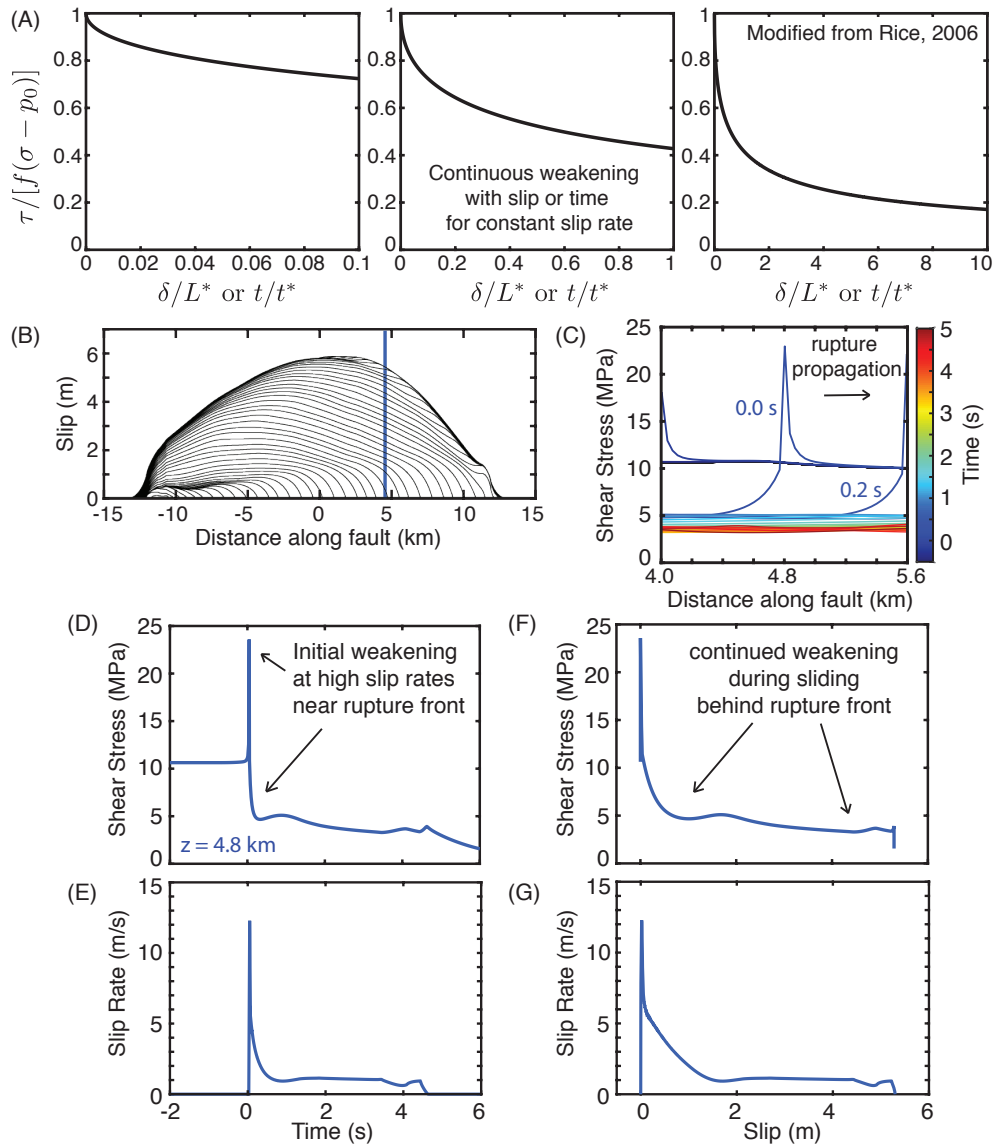 (A)
Modified from Rice, 2006
τ/[f(σ − p₀)]
1
0.8
0.6
0.4
0.2
0
0 0.02 0.04 0.06 0.08 0.1
δ/L* or t/t*
1
0.8
0.6
0.4
0.2
0
Continuous weakening
with slip or time
for constant slip rate
0 0.2 0.4 0.6 0.8 1
δ/L* or t/t*
1
0.8
0.6
0.4
0.2
0
0 2 4 6 8 10
δ/L* or t/t*
(B)
Slip (m)
6
4
2
0
-15 -10 -5 0 5 10 15
Distance along fault (km)
(C)
Shear Stress (MPa)
25
20
15
10
5
0
rupture
propagation
0.0 s
0.2 s
4.0 4.8 5.6
Distance along fault (km)
5
4
3
2
1
0
Time (s)
(D)
Shear Stress (MPa)
25
20
15
10
5
0
Initial weakening
at high slip rates
near rupture front
z = 4.8 km
(F)
Shear Stress (MPa)
25
20
15
10
5
0
continued weakening
during sliding
behind rupture front
(E)
Slip Rate (m/s)
15
10
5
0
-2 0 2 4 6
Time (s)
(G)
Slip Rate (m/s)
15
10
5
0
0 2 4 6
Slip (m)